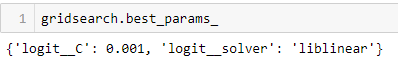 1 gridsearch.best_params_
{'logit__C': 0.001, 'logit__solver': 'liblinear'}